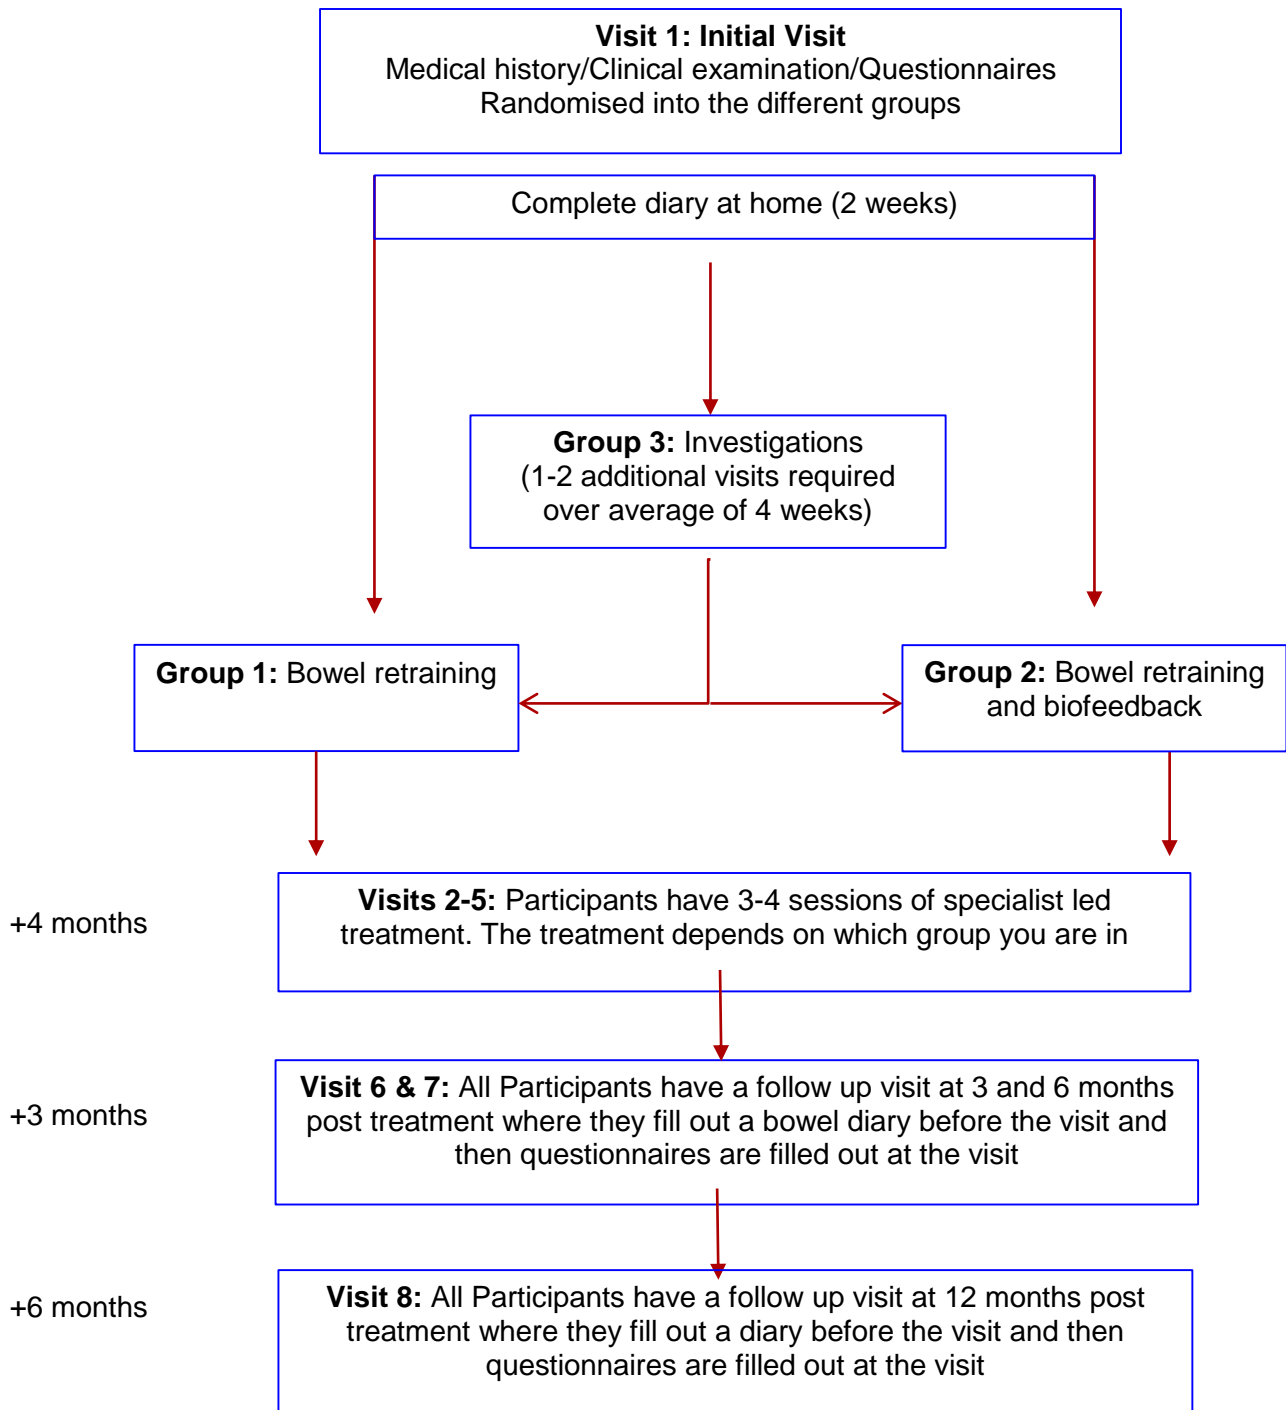 Visit 1: Initial Visit
Medical history/Clinical examination/Questionnaires
Randomised into the different groups
Complete diary at home (2 weeks)
Group 3: Investigations
(1-2 additional visits required
over average of 4 weeks)
Group 1: Bowel retraining
Group 2: Bowel retraining
and biofeedback
+4 months
Visits 2-5: Participants have 3-4 sessions of specialist led
treatment. The treatment depends on which group you are in
+3 months
Visit 6 & 7: All Participants have a follow up visit at 3 and 6 months
post treatment where they fill out a bowel diary before the visit and
then questionnaires are filled out at the visit
+6 months
Visit 8: All Participants have a follow up visit at 12 months post
treatment where they fill out a diary before the visit and then
questionnaires are filled out at the visit